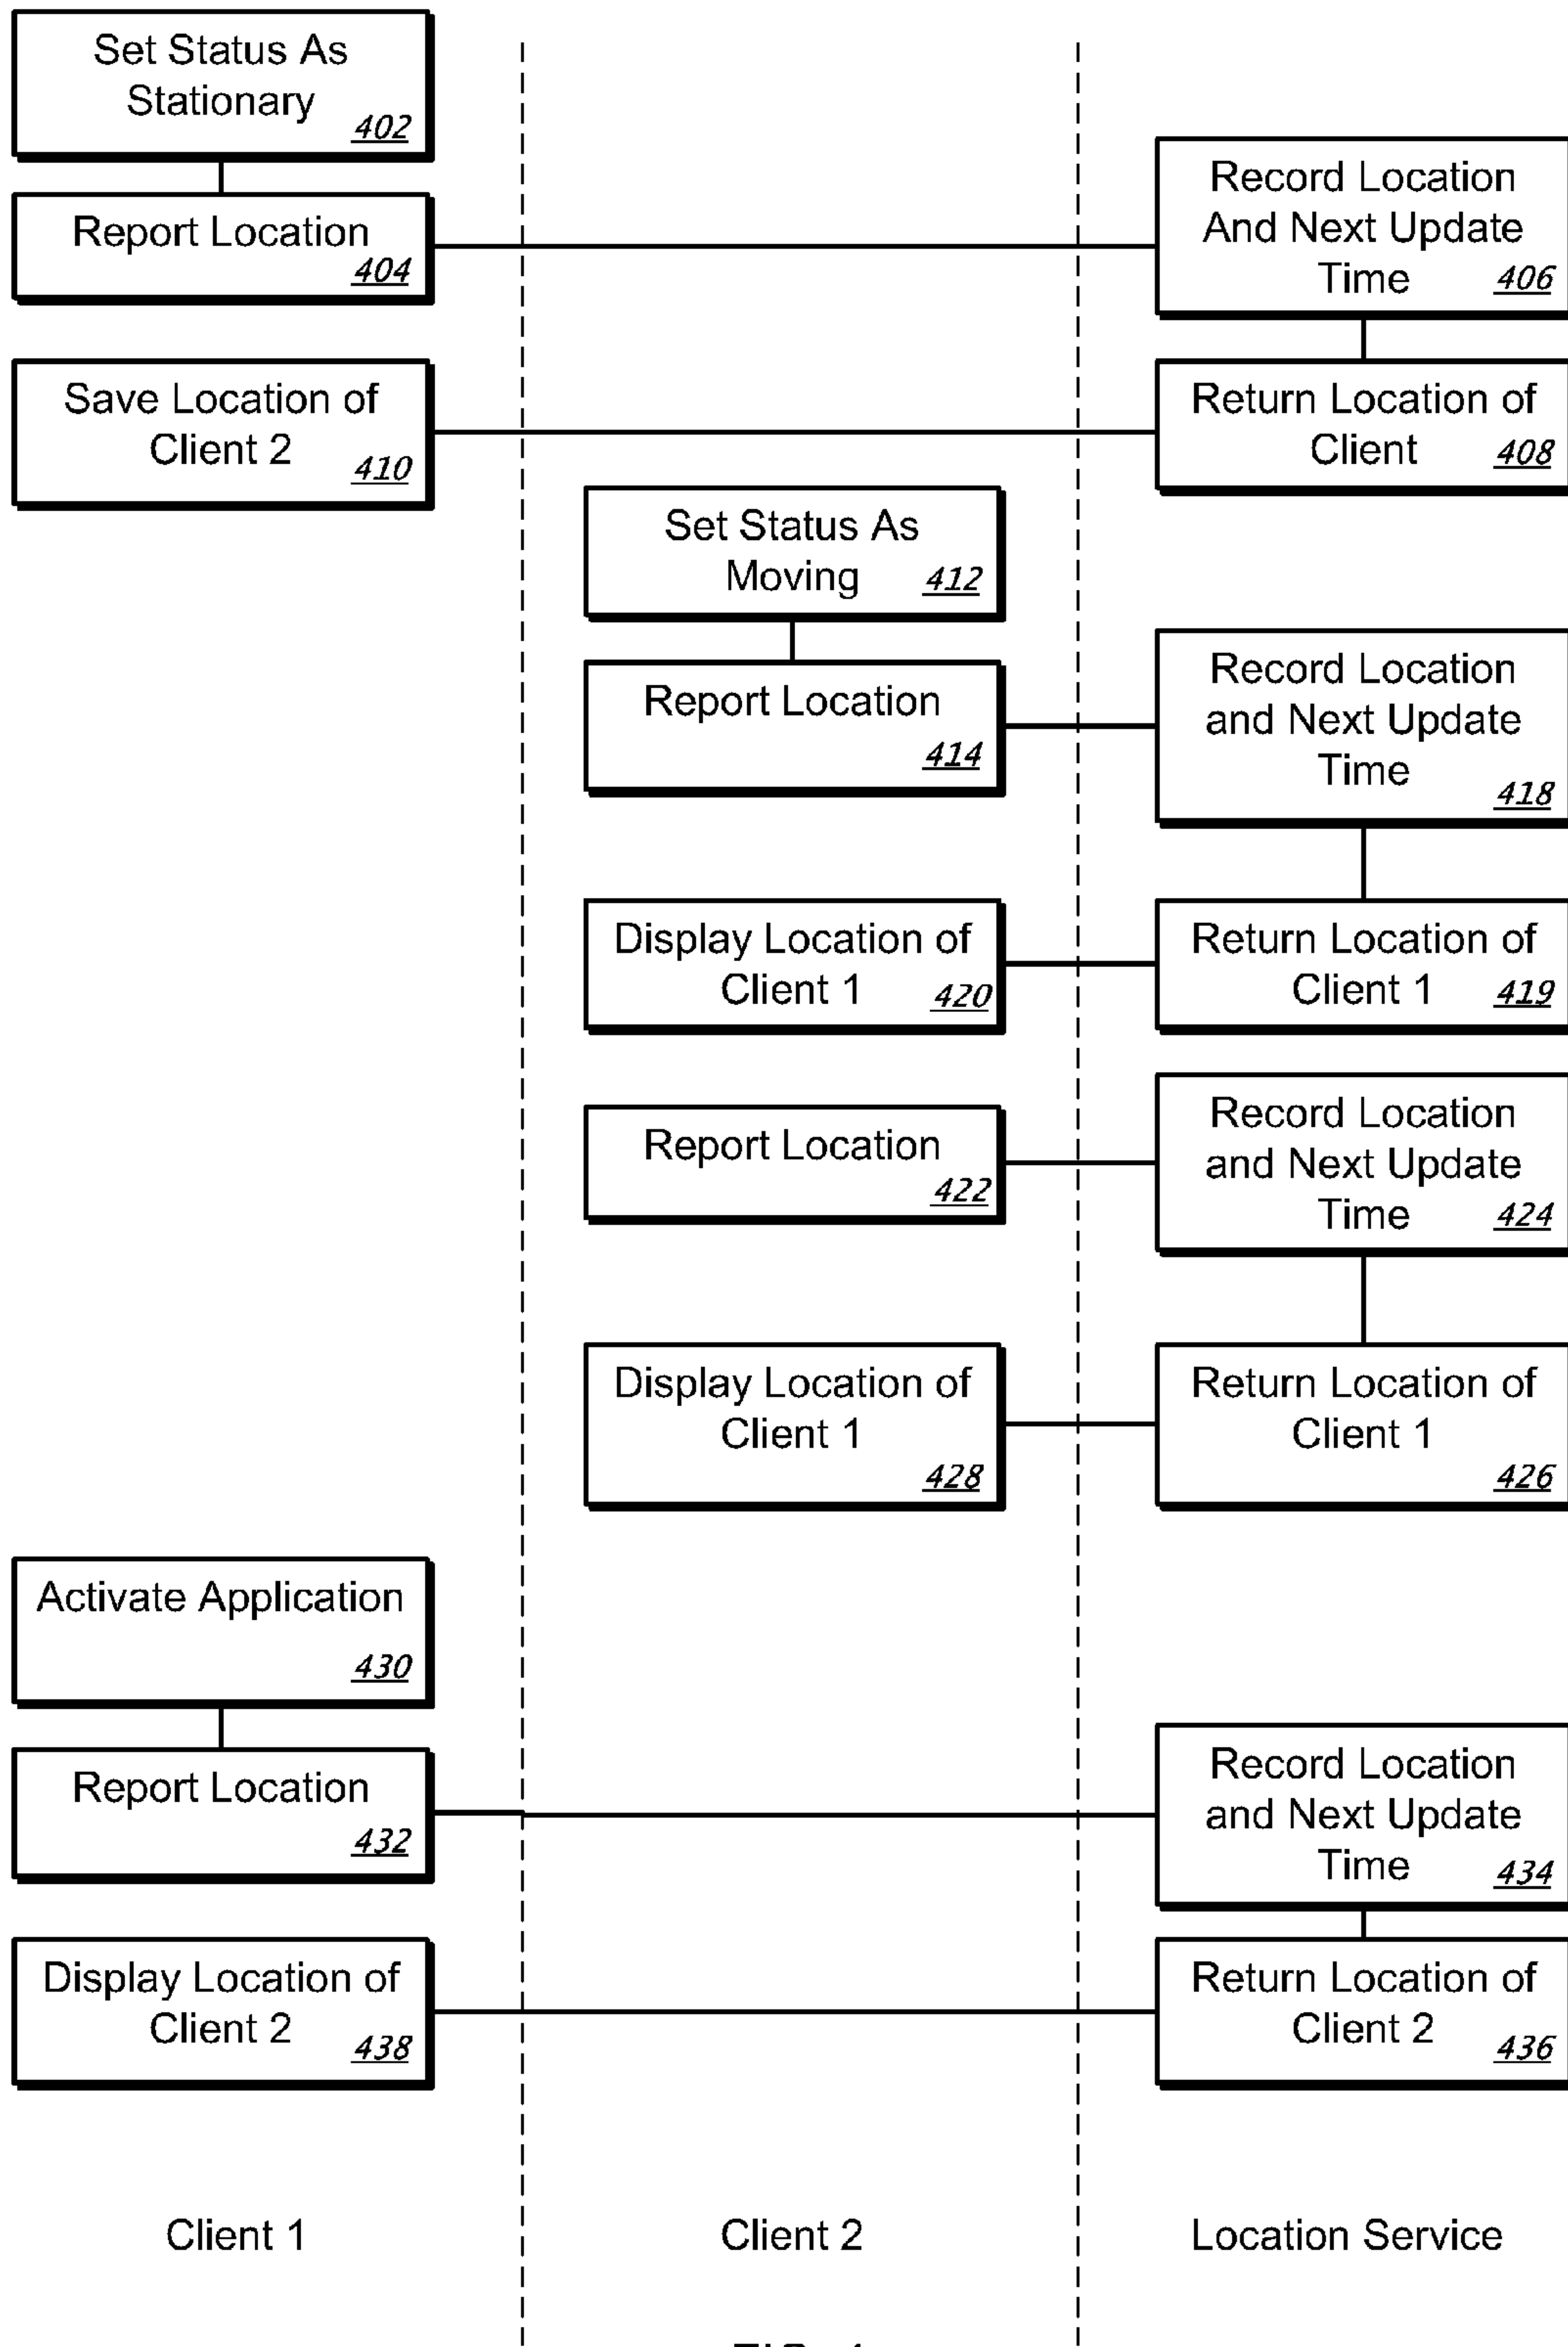 Set Status As
Stationary
402
Report Location
404
Record Location
And Next Update
Time 406
Save Location of
Client 2
410
Return Location of
Client 408
Set Status As
Moving 412
Report Location
414
Record Location
and Next Update
Time
418
Display Location of
Client 1 420
Return Location of
Client 1 419
Report Location
422
Record Location
and Next Update
Time 424
Display Location of
Client 1
428
Return Location of
Client 1
426
Activate Application
430
Report Location
432
Record Location
and Next Update
Time 434
Display Location of
Client 2 438
Return Location of
Client 2 436
Client 1
Client 2
Location Service